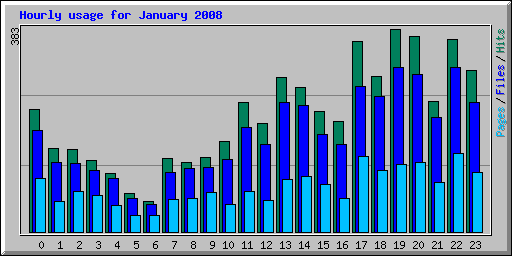 Hourly usage for January 2008
383
Pages/Files/Hits
0 1 2 3 4 5 6 7 8 9 10 11 12 13 14 15 16 17 18 19 20 21 22 23